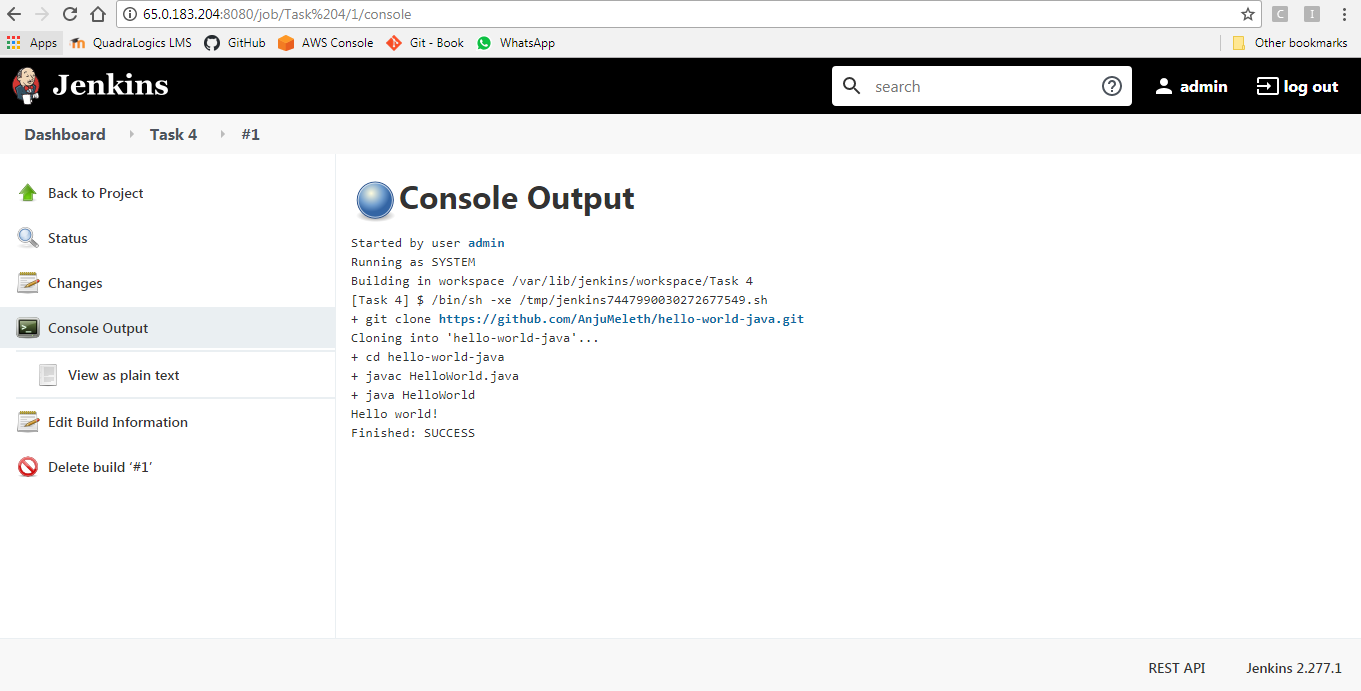 65.0.183.204:8080/job/Task%204/1/console
C
I
Apps
QuadraLogics LMS
GitHub
AWS Console
Git - Book
WhatsApp
Other bookmarks
Jenkins
search
admin
log out
Dashboard
Task 4
#1
Back to Project
Status
Changes
Console Output
View as plain text
Edit Build Information
Delete build ‘#1’
Console Output
Started by user admin
Running as SYSTEM
Building in workspace /var/lib/jenkins/workspace/Task 4
[Task 4] $ /bin/sh -xe /tmp/jenkins7447990030272677549.sh
+ git clone https://github.com/AnjuMeleth/hello-world-java.git
Cloning into 'hello-world-java'...
+ cd hello-world-java
+ javac HelloWorld.java
+ java HelloWorld
Hello world!
Finished: SUCCESS
REST API
Jenkins 2.277.1